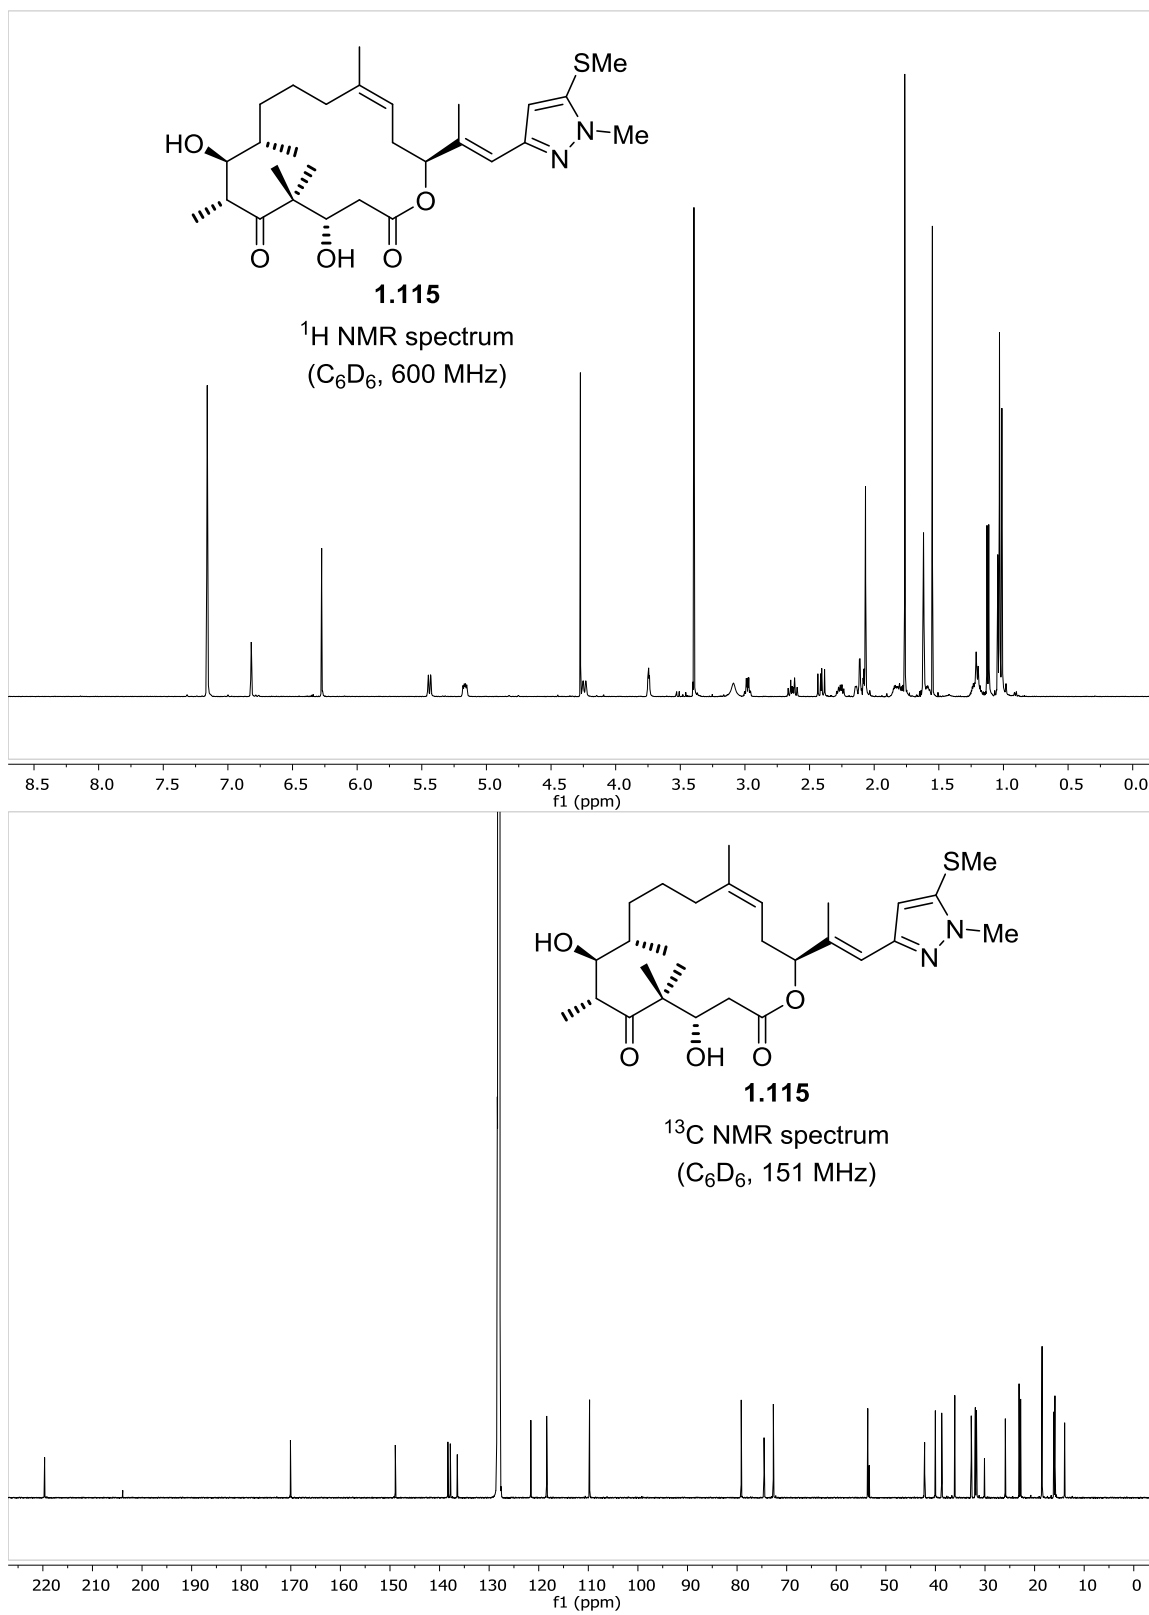 SMe
HO
N
Me
N
O
O
OH
O
1.115
¹H NMR spectrum
(C₆D₆, 600 MHz)
8.5 8.0 7.5 7.0 6.5 6.0 5.5 5.0 4.5 4.0 3.5 3.0 2.5 2.0 1.5 1.0 0.5 0.0
f1 (ppm)
SMe
HO
N
Me
N
O
O
OH
O
1.115
¹³C NMR spectrum
(C₆D₆, 151 MHz)
220 210 200 190 180 170 160 150 140 130 120 110 100 90 80 70 60 50 40 30 20 10 0
f1 (ppm)